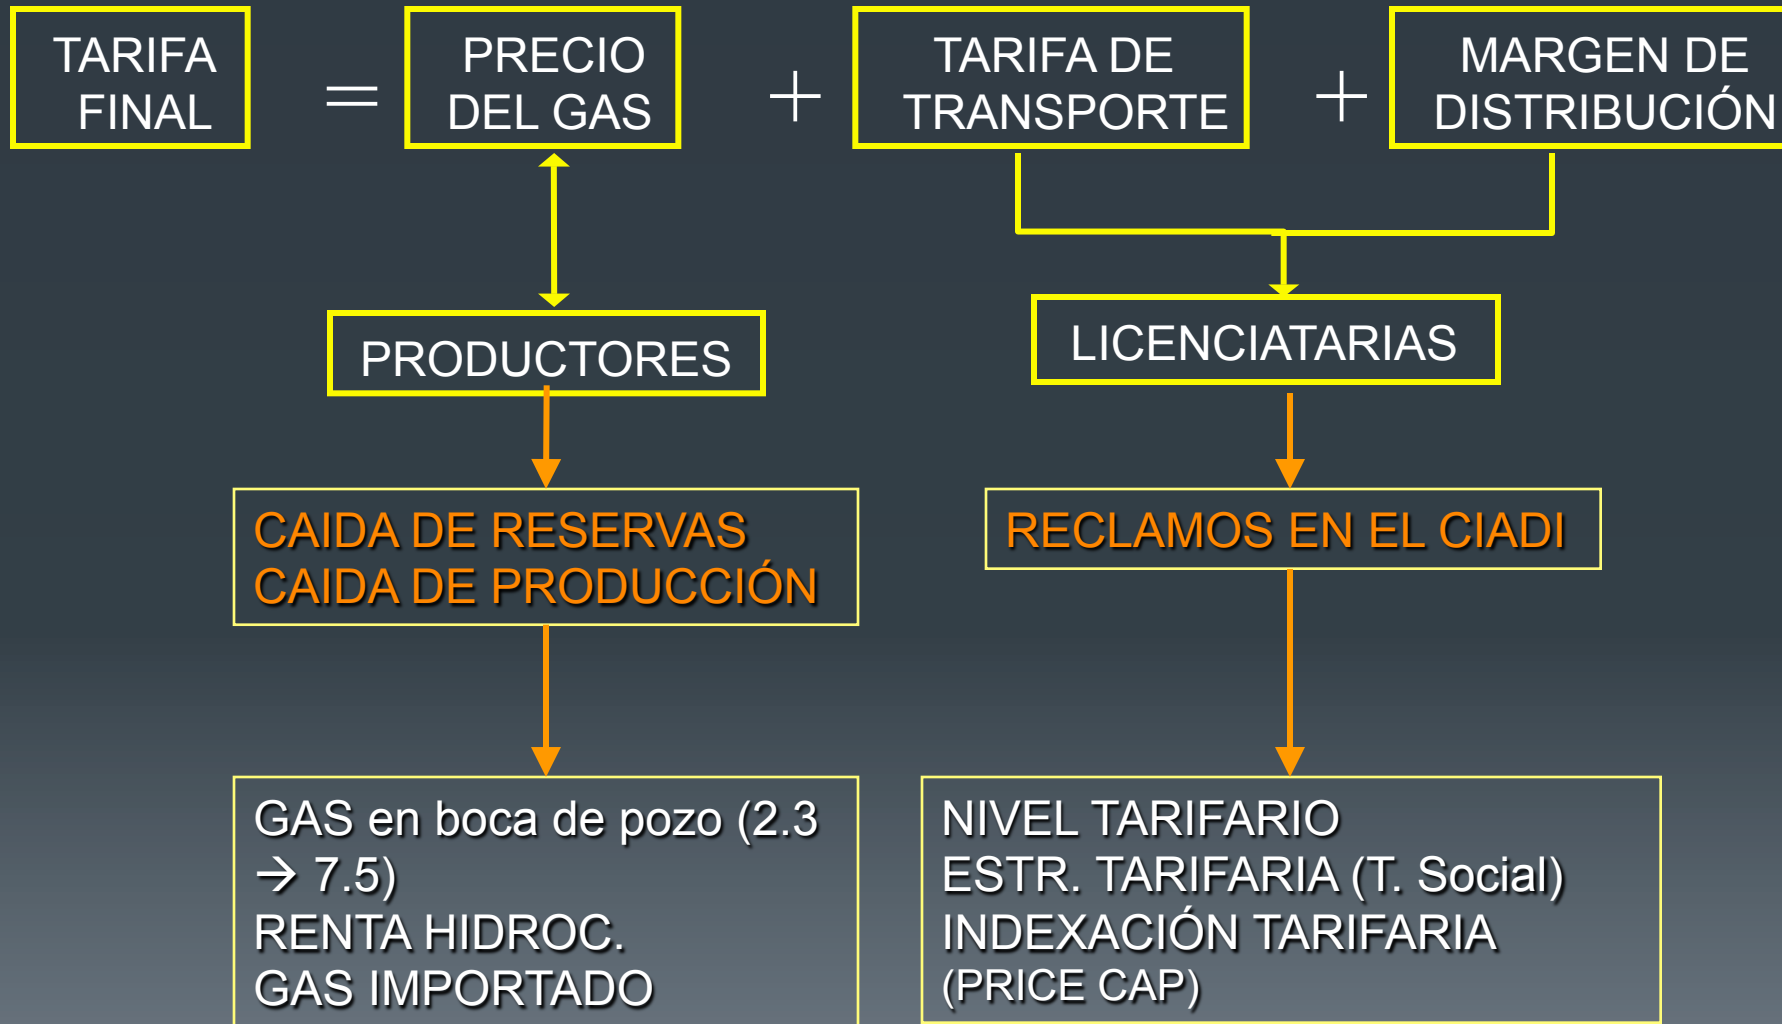 TARIFA
FINAL
=
PRECIO
DEL GAS
+
TARIFA DE
TRANSPORTE
+
MARGEN DE
DISTRIBUCIÓN
PRODUCTORES
LICENCIATARIAS
CAIDA DE RESERVAS
CAIDA DE PRODUCCIÓN
RECLAMOS EN EL CIADI
GAS en boca de pozo (2.3
→ 7.5)
RENTA HIDROC.
GAS IMPORTADO
NIVEL TARIFARIO
ESTR. TARIFARIA (T. Social)
INDEXACIÓN TARIFARIA
(PRICE CAP)